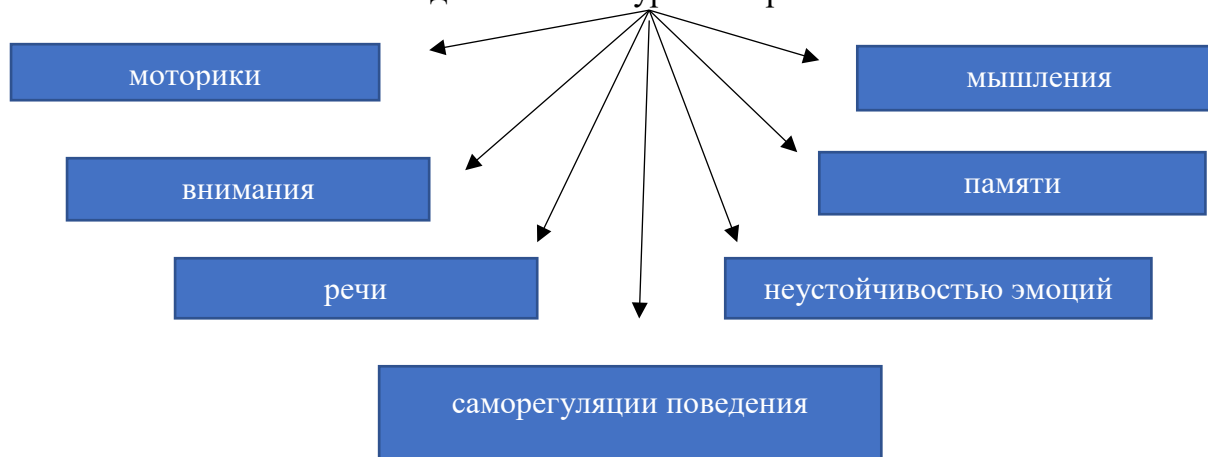 моторики
мышления
внимания
памяти
речи
неустойчивостью эмоций
саморегуляции поведения